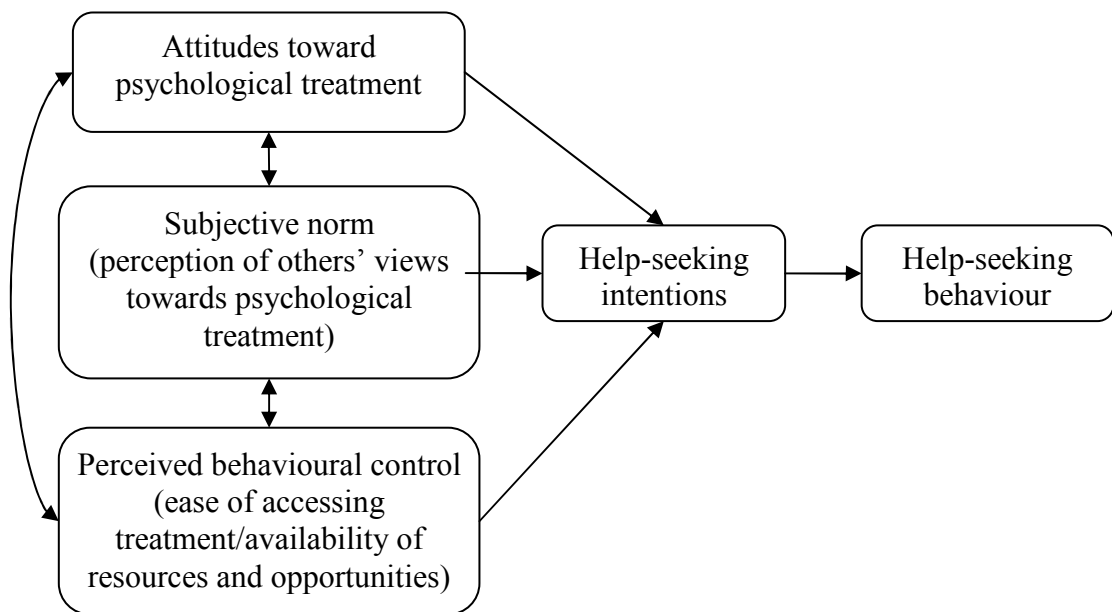 Attitudes toward
psychological treatment
Subjective norm
(perception of others’ views
towards psychological
treatment)
Help-seeking
intentions
Help-seeking
behaviour
Perceived behavioural control
(ease of accessing
treatment/availability of
resources and opportunities)